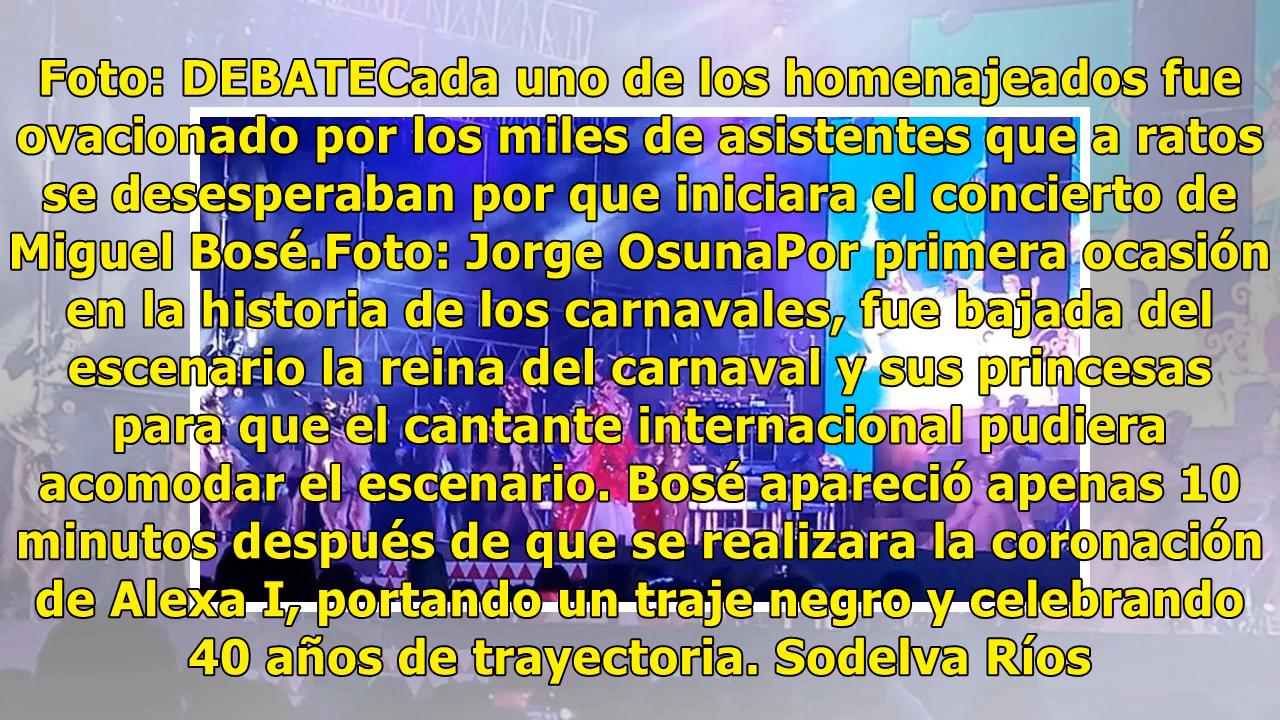 Foto: DEBATECada uno de los homenajeados fue
ovacionado por los miles de asistentes que a ratos
se desesperaban por que iniciara el concierto de
Miguel Bosé.Foto: Jorge OsunaPor primera ocasión
en la historia de los carnavales, fue bajada del
escenario la reina del carnaval y sus princesas
para que el cantante internacional pudiera
acomodar el escenario. Bosé apareció apenas 10
minutos después de que se realizara la coronación
de Alexa I, portando un traje negro y celebrando
40 años de trayectoria. Sodelva Ríos